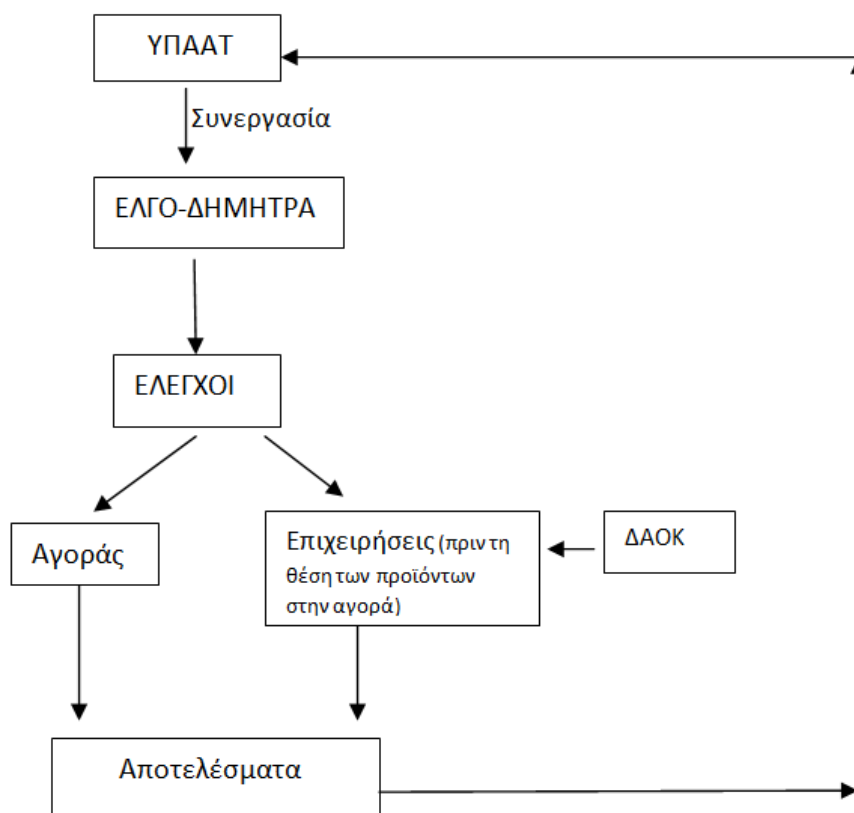 ΥΠΑΑΤ
Συνεργασία
ΕΛΓΟ-ΔΗΜΗΤΡΑ
ΕΛΕΓΧΟΙ
Αγοράς
Επιχειρήσεις (πριν τη
θέση των προϊόντων
στην αγορά)
ΔΑΟΚ
Αποτελέσματα